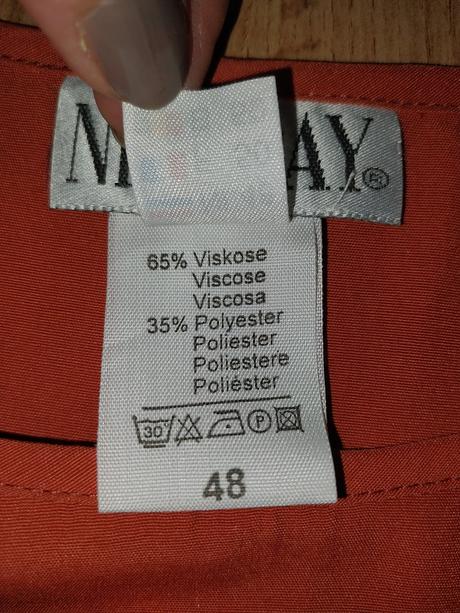 65% Viskose
Viscose
Viscosa
35% Polyester
Poliester
Poliestere
Poliéster
30°
P
48